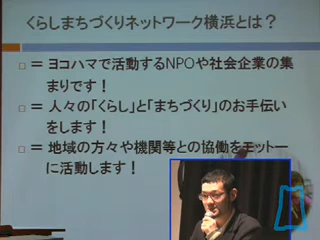 くらしまちづくりネットワーク横浜とは？
＝ヨコハマで活動するNPOや社会企業の集
まりです！
＝人々の「くらし」と「まちづくり」のお手伝い
をします！
＝地域の方々や機関等との協働をモットー
に活動します！